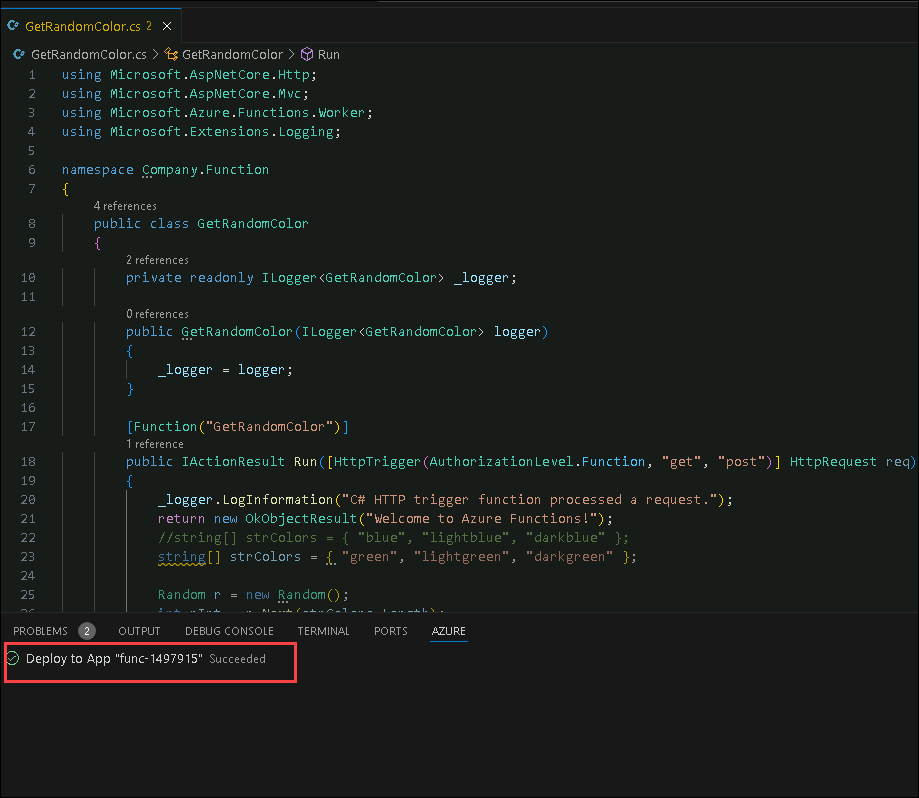 GetRandomColor.cs 2
GetRandomColor.cs > GetRandomColor > Run
1 using Microsoft.AspNetCore.Http;
2 using Microsoft.AspNetCore.Mvc;
3 using Microsoft.Azure.Functions.Worker;
4 using Microsoft.Extensions.Logging;
5
6 namespace Company.Function
7 {
4 references
8 public class GetRandomColor
9 {
2 references
10 private readonly ILogger<GetRandomColor> _logger;
11
0 references
12 public GetRandomColor(ILogger<GetRandomColor> logger)
13 {
14 _logger = logger;
15 }
16
17 [Function("GetRandomColor")]
1 reference
18 public IActionResult Run([HttpTrigger(AuthorizationLevel.Function, "get", "post")] HttpRequest req)
19 {
20 _logger.LogInformation("C# HTTP trigger function processed a request.");
21 return new OkObjectResult("Welcome to Azure Functions!");
22 //string[] strColors = { "blue", "lightblue", "darkblue" };
23 string[] strColors = { "green", "lightgreen", "darkgreen" };
24
25 Random r = new Random();
26 int rInt = r.Next(strColors.Length);
PROBLEMS 2 OUTPUT DEBUG CONSOLE TERMINAL PORTS AZURE
Deploy to App "func-1497915" Succeeded